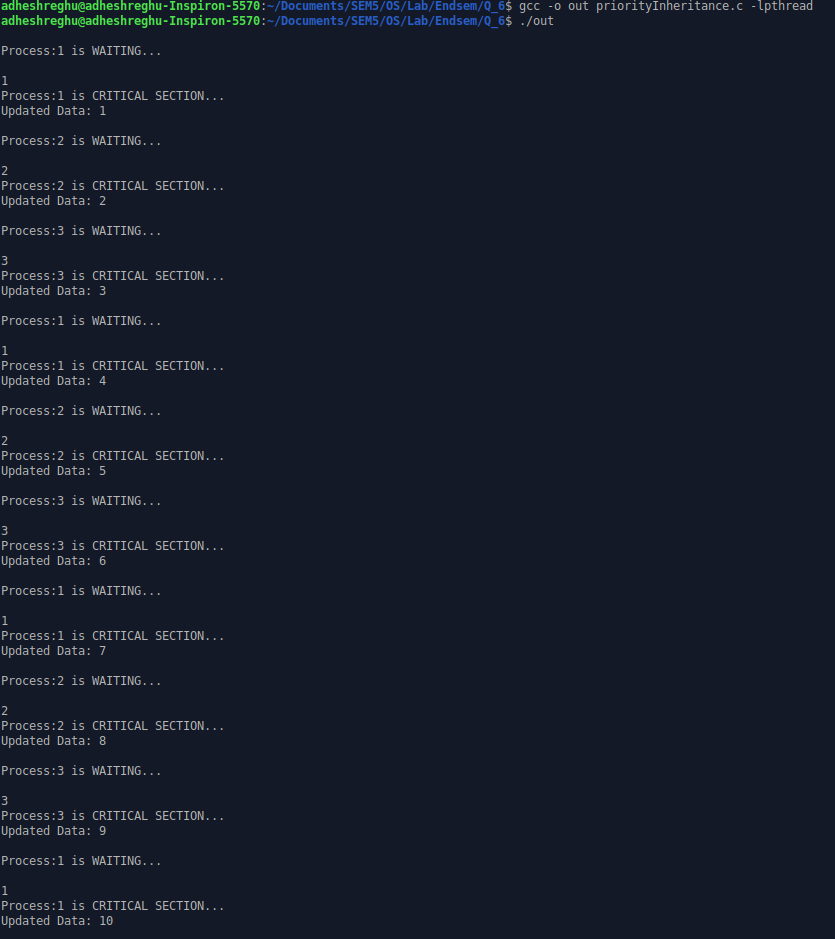 adheshreghu@adheshreghu-Inspiron-5570:~/Documents/SEM5/OS/Lab/Endsem/Q_6$ gcc -o out priorityInheritance.c -lpthread
adheshreghu@adheshreghu-Inspiron-5570:~/Documents/SEM5/OS/Lab/Endsem/Q_6$ ./out
Process:1 is WAITING...
1
Process:1 is CRITICAL SECTION...
Updated Data: 1
Process:2 is WAITING...
2
Process:2 is CRITICAL SECTION...
Updated Data: 2
Process:3 is WAITING...
3
Process:3 is CRITICAL SECTION...
Updated Data: 3
Process:1 is WAITING...
1
Process:1 is CRITICAL SECTION...
Updated Data: 4
Process:2 is WAITING...
2
Process:2 is CRITICAL SECTION...
Updated Data: 5
Process:3 is WAITING...
3
Process:3 is CRITICAL SECTION...
Updated Data: 6
Process:1 is WAITING...
1
Process:1 is CRITICAL SECTION...
Updated Data: 7
Process:2 is WAITING...
2
Process:2 is CRITICAL SECTION...
Updated Data: 8
Process:3 is WAITING...
3
Process:3 is CRITICAL SECTION...
Updated Data: 9
Process:1 is WAITING...
1
Process:1 is CRITICAL SECTION...
Updated Data: 10